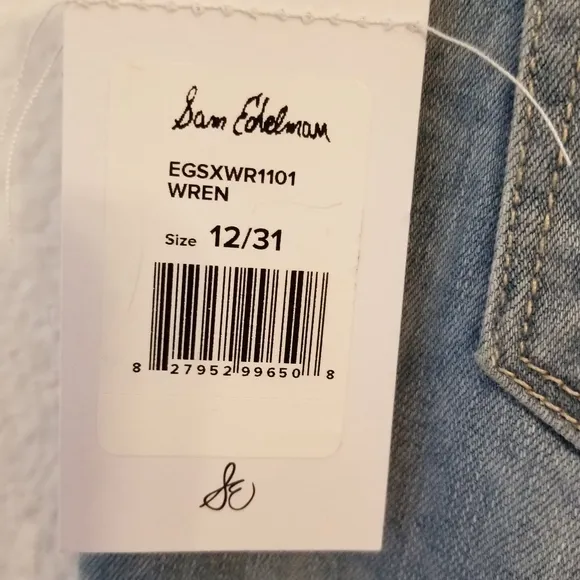 Sam Edelman
EGSXWR1101
WREN
Size 12/31
8 27952 99650 8
SE